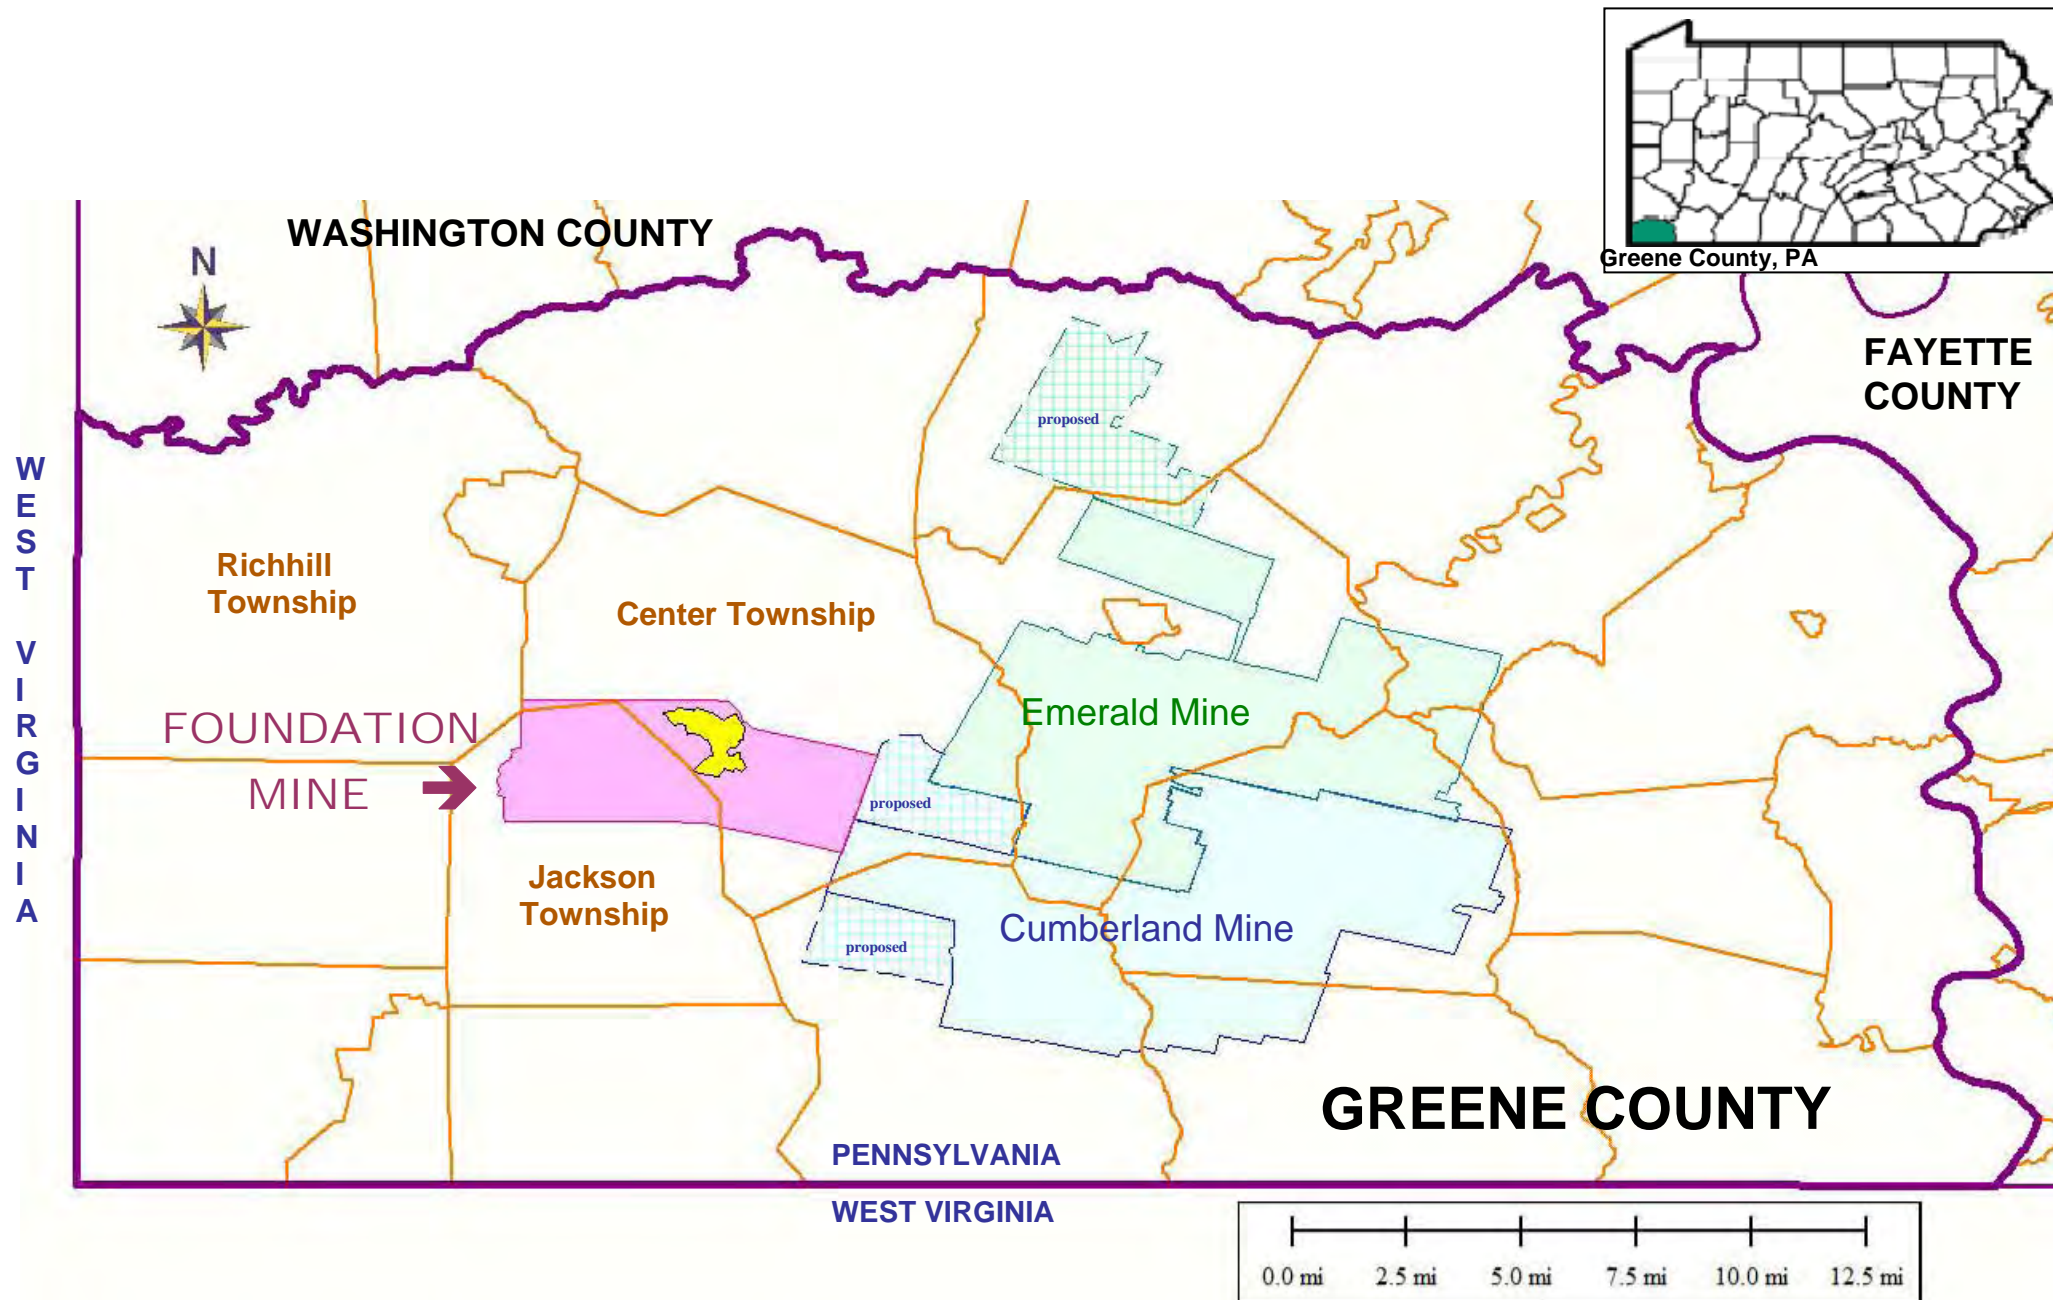 Greene County, PA
WASHINGTON COUNTY
N
FAYETTE
COUNTY
proposed
WEST VIRGINIA
Richhill
Township
Center Township
FOUNDATION
MINE
Emerald Mine
proposed
Jackson
Township
Cumberland Mine
proposed
GREENE COUNTY
PENNSYLVANIA
WEST VIRGINIA
0.0 mi 2.5 mi 5.0 mi 7.5 mi 10.0 mi 12.5 mi